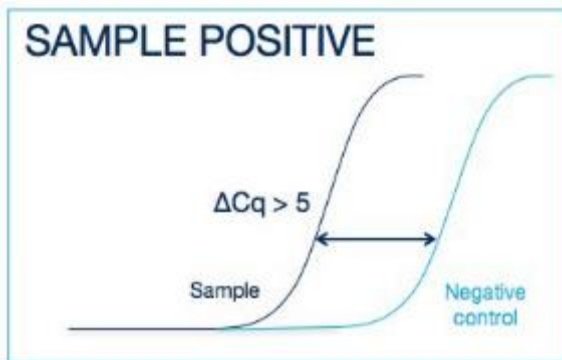 SAMPLE POSITIVE
ΔCq > 5
Sample
Negative
control